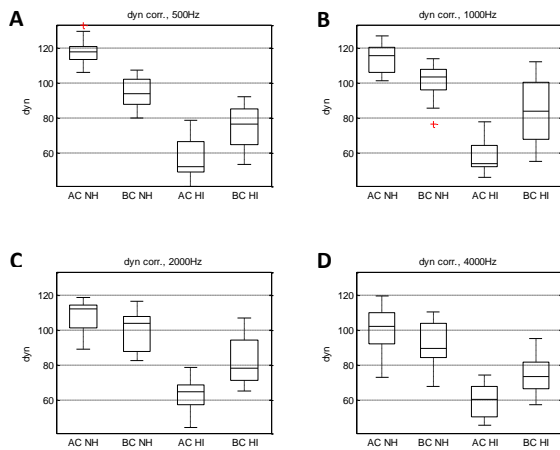 A
dyn corr., 500Hz
120
100
80
60
dyn
AC NH BC NH AC HI BC HI
B
dyn corr., 1000Hz
120
100
80
60
dyn
AC NH BC NH AC HI BC HI
C
dyn corr., 2000Hz
120
100
80
60
dyn
AC NH BC NH AC HI BC HI
D
dyn corr., 4000Hz
120
100
80
60
dyn
AC NH BC NH AC HI BC HI